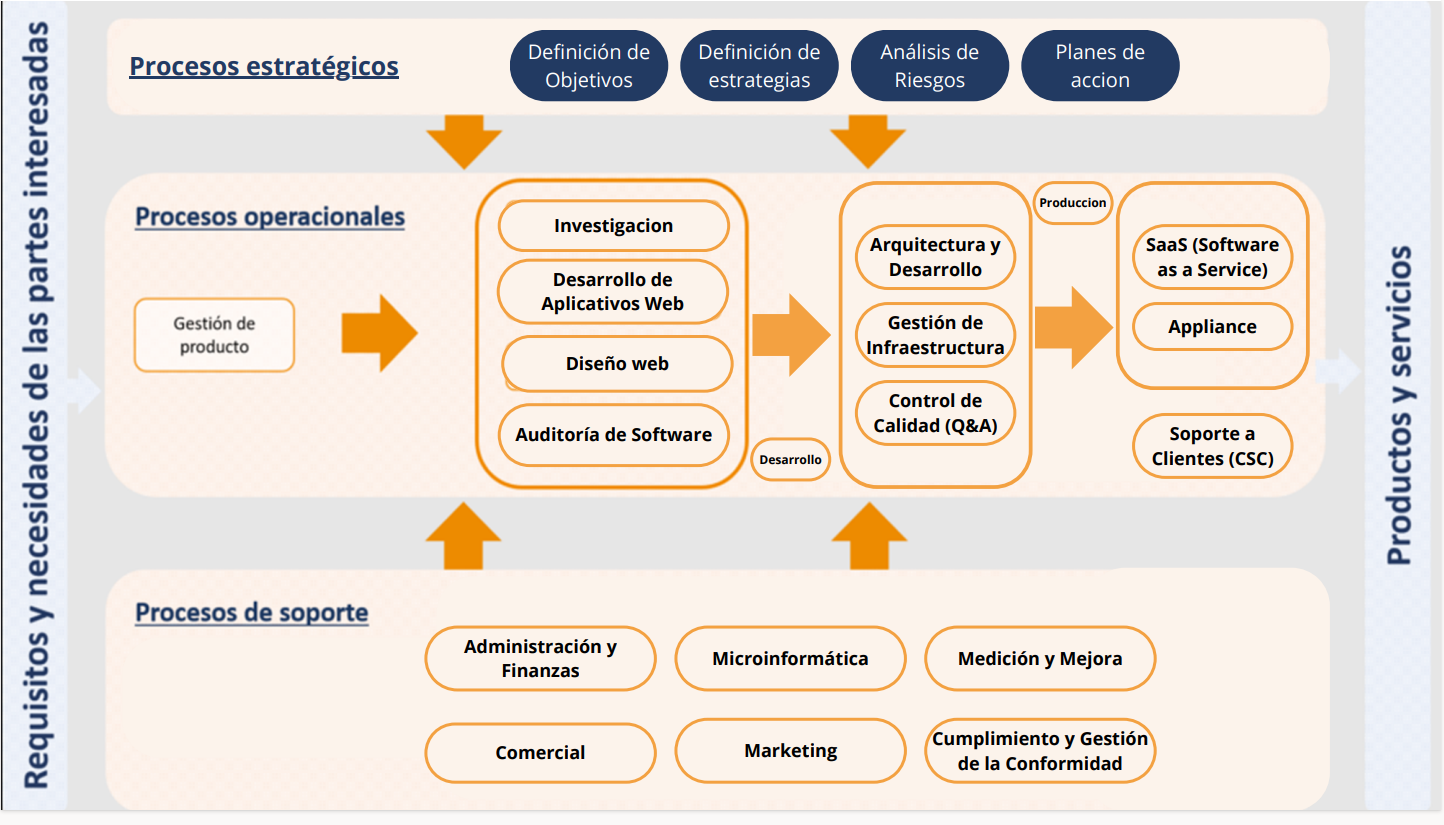 Requisitos y necesidades de las partes interesadas
Procesos estratégicos
Definición de
Objetivos
Definición de
estrategias
Análisis de
Riesgos
Planes de
accion
Procesos operacionales
Gestión de
producto
Investigacion
Desarrollo de
Aplicativos Web
Diseño web
Auditoría de Software
Desarrollo
Arquitectura y
Desarrollo
Gestión de
Infraestructura
Control de
Calidad (Q&A)
Produccion
SaaS (Software
as a Service)
Appliance
Soporte a
Clientes (CSC)
Procesos de soporte
Administración y
Finanzas
Microinformática
Medición y Mejora
Comercial
Marketing
Cumplimiento y Gestión
de la Conformidad
Productos y servicios